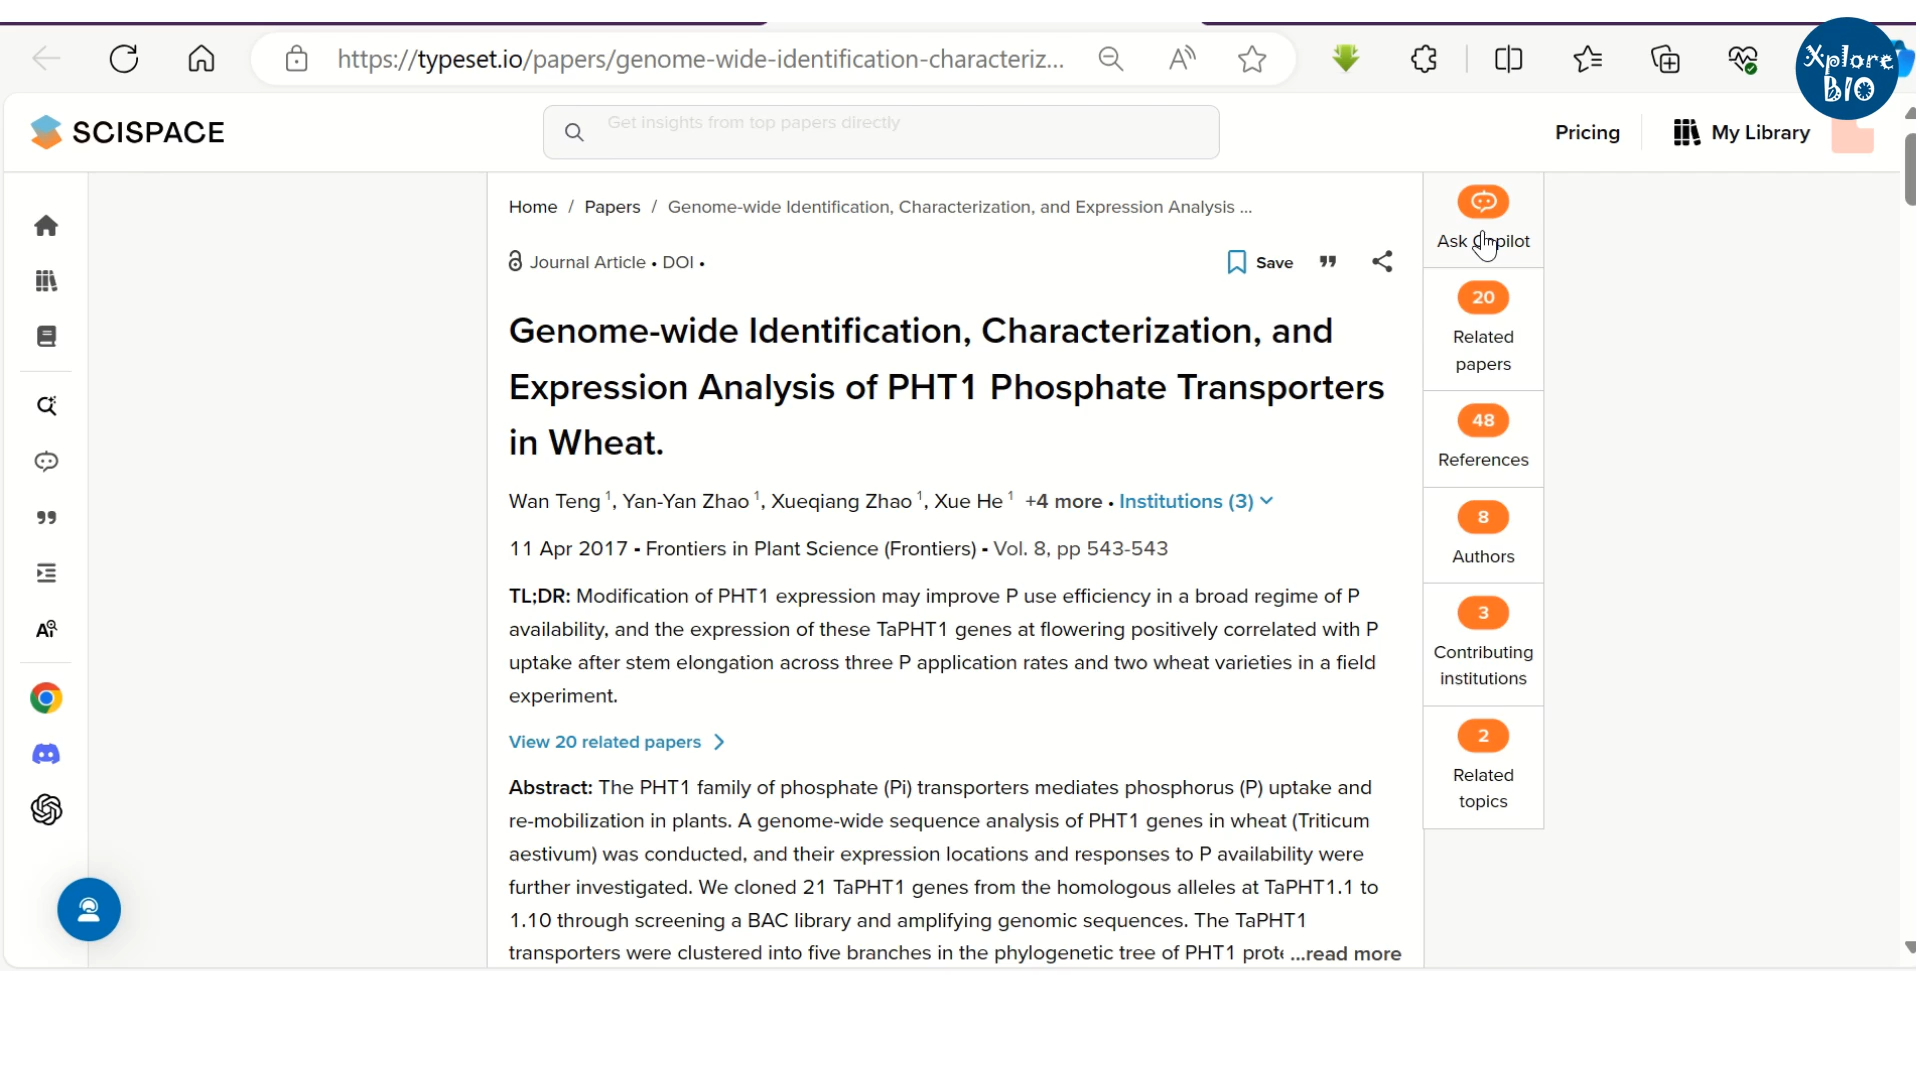 https://typeset.io/papers/genome-wide-identification-characteriz...
Xplore
BIO
SCISPACE
Get insights from top papers directly
Pricing
My Library
Home / Papers / Genome-wide Identification, Characterization, and Expression Analysis ...
Ask Copilot
Journal Article • DOI •
Save
20
Related
papers
Genome-wide Identification, Characterization, and
Expression Analysis of PHT1 Phosphate Transporters
in Wheat.
48
References
Wan Teng 1, Yan-Yan Zhao 1, Xueqiang Zhao 1, Xue He 1 +4 more • Institutions (3)
8
Authors
11 Apr 2017 - Frontiers in Plant Science (Frontiers) - Vol. 8, pp 543-543
TL;DR: Modification of PHT1 expression may improve P use efficiency in a broad regime of P
availability, and the expression of these TaPHT1 genes at flowering positively correlated with P
uptake after stem elongation across three P application rates and two wheat varieties in a field
experiment.
3
Contributing
institutions
View 20 related papers
2
Related
topics
Abstract: The PHT1 family of phosphate (Pi) transporters mediates phosphorus (P) uptake and
re-mobilization in plants. A genome-wide sequence analysis of PHT1 genes in wheat (Triticum
aestivum) was conducted, and their expression locations and responses to P availability were
further investigated. We cloned 21 TaPHT1 genes from the homologous alleles at TaPHT1.1 to
1.10 through screening a BAC library and amplifying genomic sequences. The TaPHT1
transporters were clustered into five branches in the phylogenetic tree of PHT1 prote ...read more